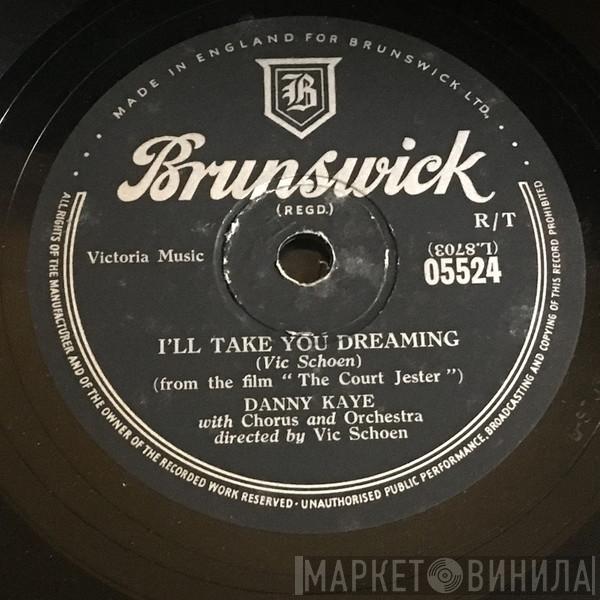 MADE IN ENGLAND FOR BRUNSWICK LTD.
B
Brunswick
(REGD.)
R/T
Victoria Music
(L.8703)
05524
I'LL TAKE YOU DREAMING
(Vic Schoen)
(from the film "The Court Jester")
DANNY KAYE
with Chorus and Orchestra
directed by Vic Schoen
ALL RIGHTS OF THE MANUFACTURER AND OF THE OWNER OF THE RECORDED WORK RESERVED · UNAUTHORISED PUBLIC PERFORMANCE, BROADCASTING AND COPYING OF THIS RECORD PROHIBITED
МАРКЕТ ВИНИЛА